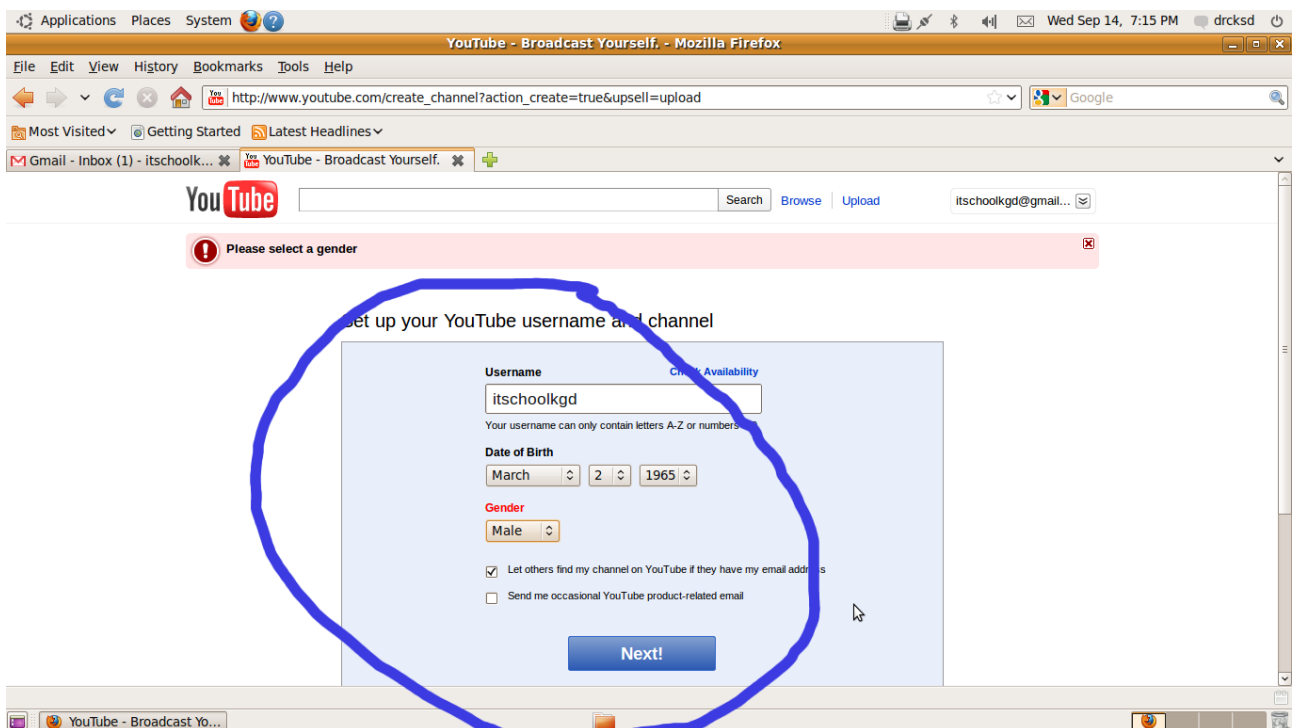 Applications Places System Wed Sep 14, 7:15 PM drcksd
YouTube - Broadcast Yourself. - Mozilla Firefox
File Edit View History Bookmarks Tools Help
http://www.youtube.com/create_channel?action_create=true&upsell=upload Google
Most Visited Getting Started Latest Headlines
Gmail - Inbox (1) - itschoolk... YouTube - Broadcast Yourself.
YouTube Search Browse Upload itschoolkgd@gmail...
Please select a gender
Set up your YouTube username and channel
Username Check Availability
itschoolkgd
Your username can only contain letters A-Z or numbers
Date of Birth
March 2 1965
Gender
Male
Let others find my channel on YouTube if they have my email address
Send me occasional YouTube product-related email
Next!
YouTube - Broadcast Yo...